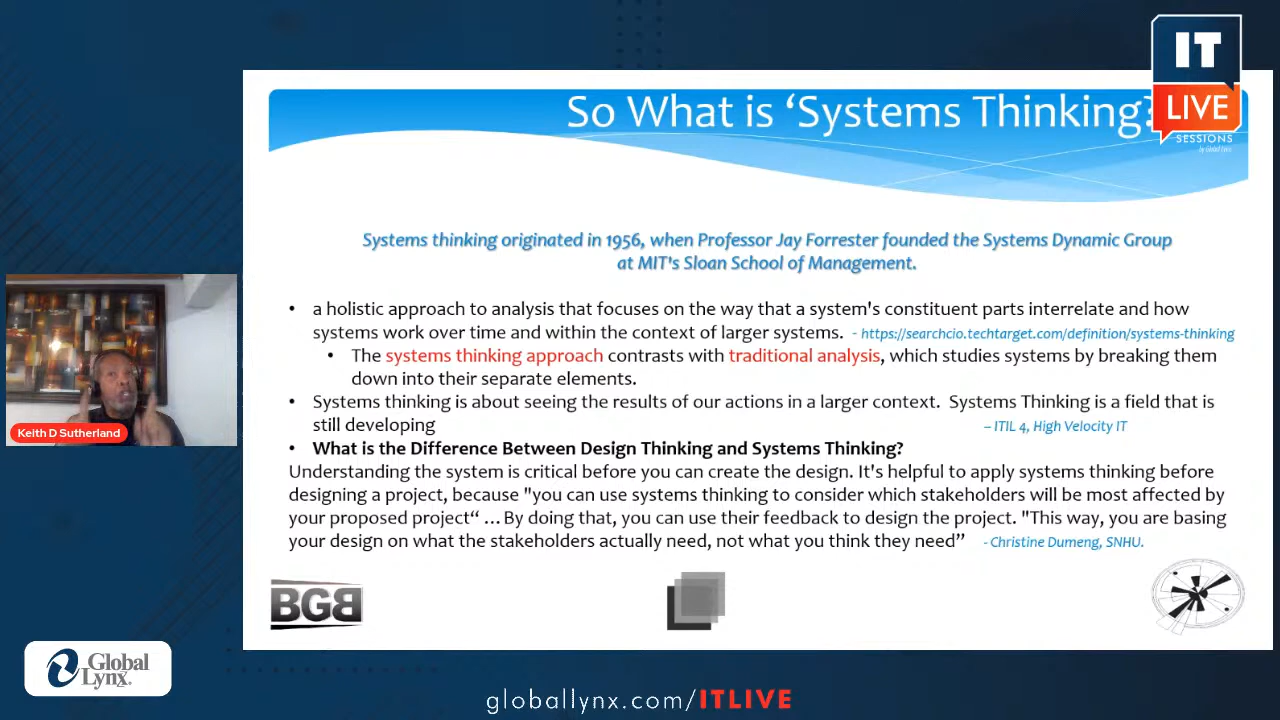 So What is ‘Systems Thinking?
IT
LIVE
SESSIONS
by Global Lynx
Systems thinking originated in 1956, when Professor Jay Forrester founded the Systems Dynamic Group
at MIT's Sloan School of Management.
• a holistic approach to analysis that focuses on the way that a system's constituent parts interrelate and how
systems work over time and within the context of larger systems. - https://searchcio.techtarget.com/definition/systems-thinking
• The systems thinking approach contrasts with traditional analysis, which studies systems by breaking them
down into their separate elements.
• Systems thinking is about seeing the results of our actions in a larger context. Systems Thinking is a field that is
still developing – ITIL 4, High Velocity IT
• What is the Difference Between Design Thinking and Systems Thinking?
Understanding the system is critical before you can create the design. It's helpful to apply systems thinking before
designing a project, because "you can use systems thinking to consider which stakeholders will be most affected by
your proposed project“ … By doing that, you can use their feedback to design the project. "This way, you are basing
your design on what the stakeholders actually need, not what you think they need” - Christine Dumeng, SNHU.
Keith D Sutherland
BGB
Global
Lynx®
globallynx.com/ITLIVE